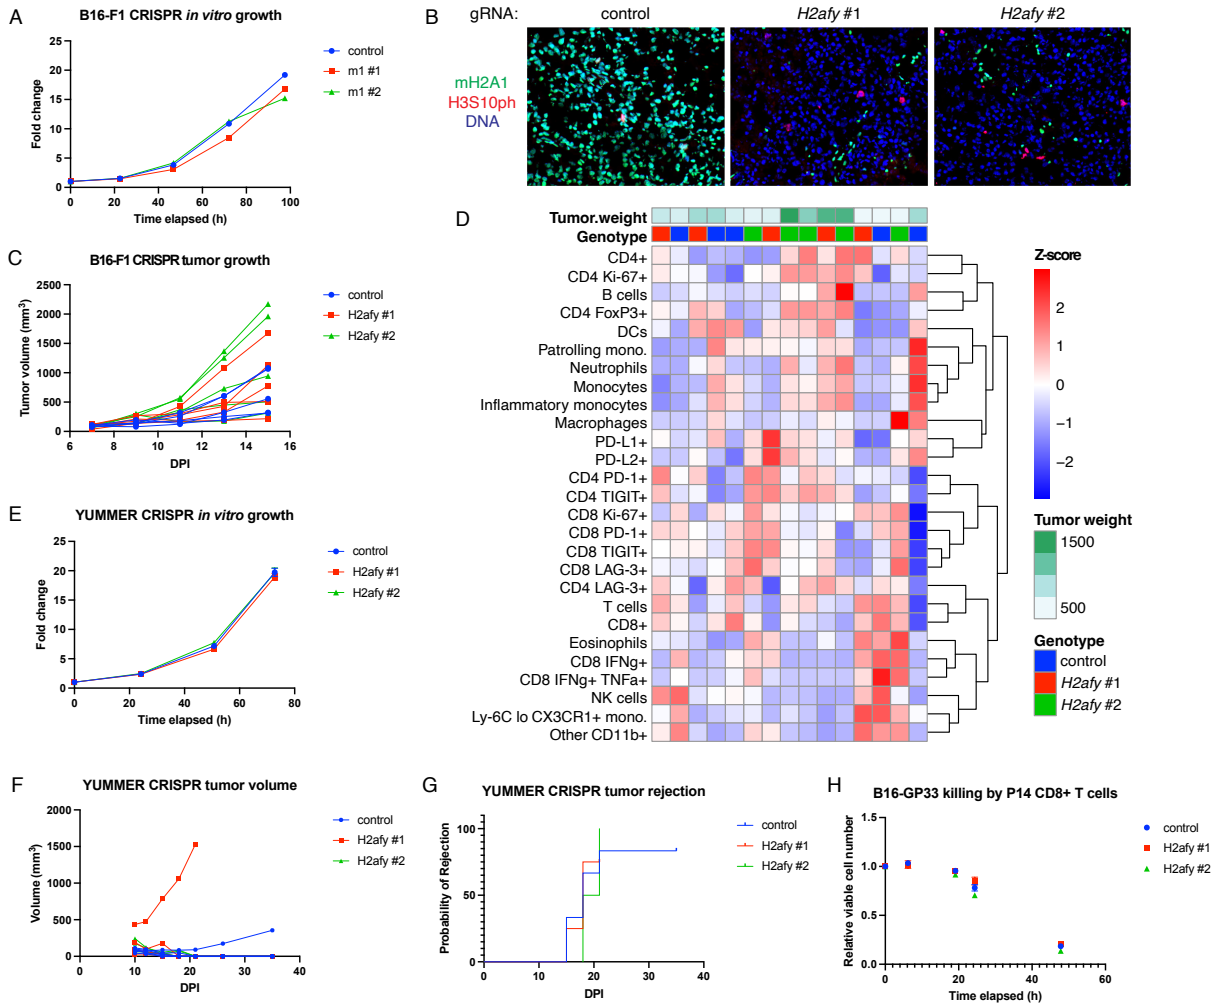 A
B16-F1 CRISPR in vitro growth
25
20
15
10
5
0
0 20 40 60 80 100
Fold change
Time elapsed (h)
control
m1 #1
m1 #2
B
gRNA: control H2afy #1 H2afy #2
mH2A1
H3S10ph
DNA
C
B16-F1 CRISPR tumor growth
2500
2000
1500
1000
500
0
6 8 10 12 14 16
Tumor volume (mm³)
DPI
control
H2afy #1
H2afy #2
D
Tumor.weight
Genotype
CD4+
CD4 Ki-67+
B cells
CD4 FoxP3+
DCs
Patrolling mono.
Neutrophils
Monocytes
Inflammatory monocytes
Macrophages
PD-L1+
PD-L2+
CD4 PD-1+
CD4 TIGIT+
CD8 Ki-67+
CD8 PD-1+
CD8 TIGIT+
CD8 LAG-3+
CD4 LAG-3+
T cells
CD8+
Eosinophils
CD8 IFNg+
CD8 IFNg+ TNFa+
NK cells
Ly-6C lo CX3CR1+ mono.
Other CD11b+
Z-score
2
1
0
−1
−2
Tumor weight
1500
500
Genotype
control
H2afy #1
H2afy #2
E
YUMMER CRISPR in vitro growth
25
20
15
10
5
0
0 20 40 60 80
Fold change
Time elapsed (h)
control
H2afy #1
H2afy #2
F
YUMMER CRISPR tumor volume
2000
1500
1000
500
0
0 10 20 30 40
Volume (mm³)
DPI
control
H2afy #1
H2afy #2
G
YUMMER CRISPR tumor rejection
100
50
0
0 10 20 30 40
Probability of Rejection
DPI
control
H2afy #1
H2afy #2
H
B16-GP33 killing by P14 CD8+ T cells
1.5
1.0
0.5
0.0
0 20 40 60
Relative viable cell number
Time elapsed (h)
control
H2afy #1
H2afy #2